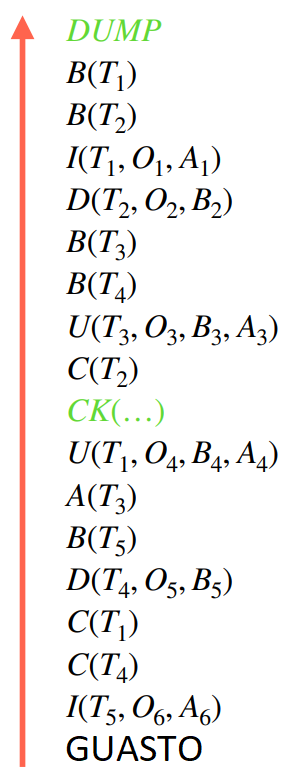 DUMP
B(T₁)
B(T₂)
I(T₁, O₁, A₁)
D(T₂, O₂, B₂)
B(T₃)
B(T₄)
U(T₃, O₃, B₃, A₃)
C(T₂)
CK(…)
U(T₁, O₄, B₄, A₄)
A(T₃)
B(T₅)
D(T₄, O₅, B₅)
C(T₁)
C(T₄)
I(T₅, O₆, A₆)
GUASTO